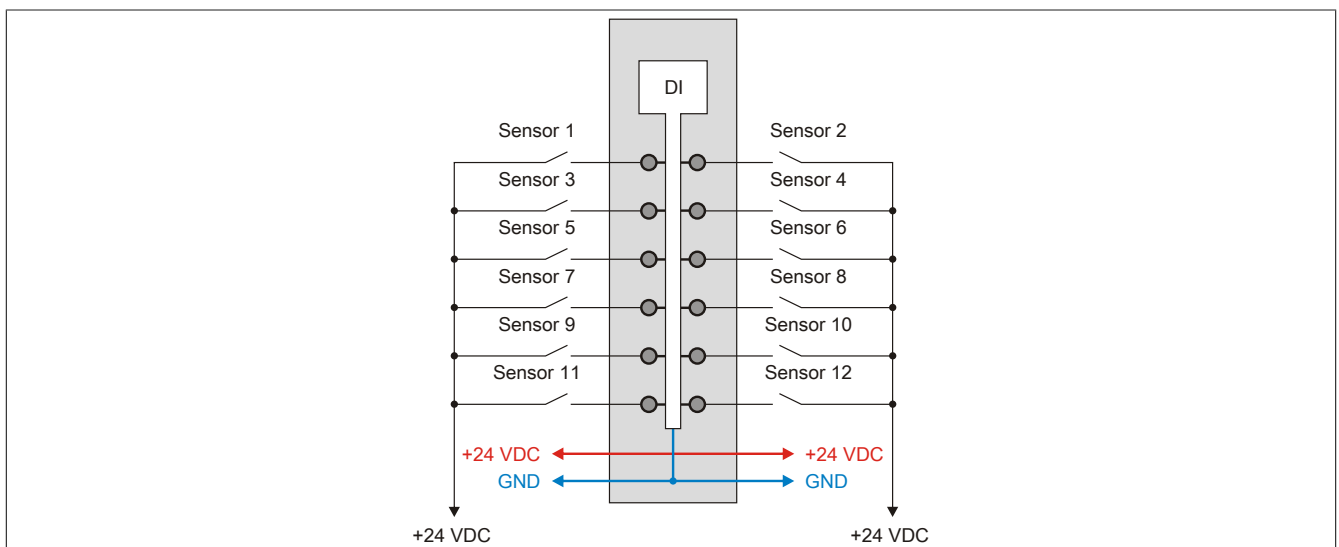 DI
Sensor 1 Sensor 2
Sensor 3 Sensor 4
Sensor 5 Sensor 6
Sensor 7 Sensor 8
Sensor 9 Sensor 10
Sensor 11 Sensor 12
+24 VDC +24 VDC
GND GND
+24 VDC +24 VDC